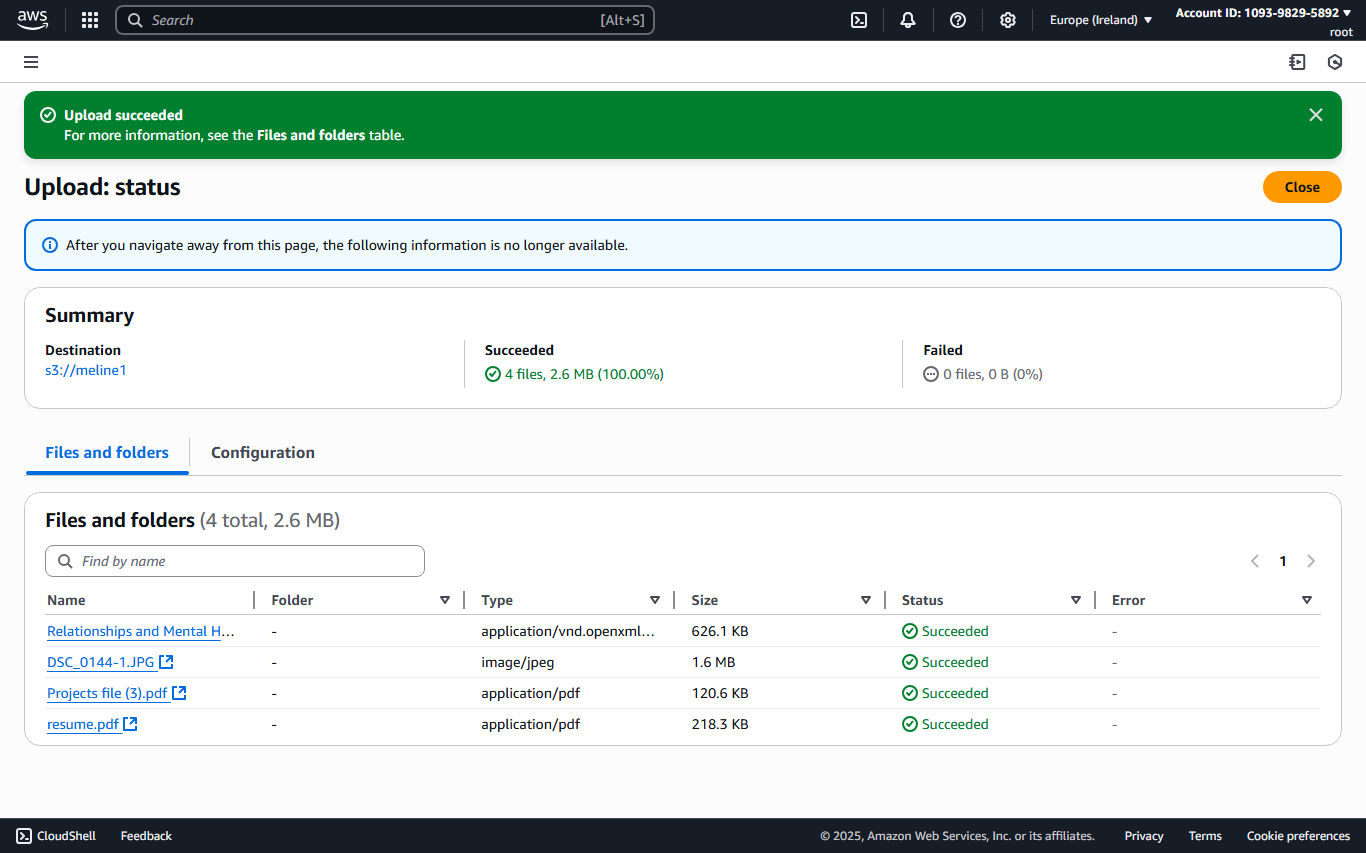 aws
Search [Alt+S] Europe (Ireland) Account ID: 1093-9829-5892
root
Upload succeeded
For more information, see the Files and folders table.
Upload: status Close
After you navigate away from this page, the following information is no longer available.
Summary
Destination Succeeded Failed
s3://meline1 4 files, 2.6 MB (100.00%) 0 files, 0 B (0%)
Files and folders Configuration
Files and folders (4 total, 2.6 MB)
Find by name 1
Name Folder Type Size Status Error
Relationships and Mental H... - application/vnd.openxml... 626.1 KB Succeeded -
DSC_0144-1.JPG - image/jpeg 1.6 MB Succeeded -
Projects file (3).pdf - application/pdf 120.6 KB Succeeded -
resume.pdf - application/pdf 218.3 KB Succeeded -
CloudShell Feedback © 2025, Amazon Web Services, Inc. or its affiliates. Privacy Terms Cookie preferences